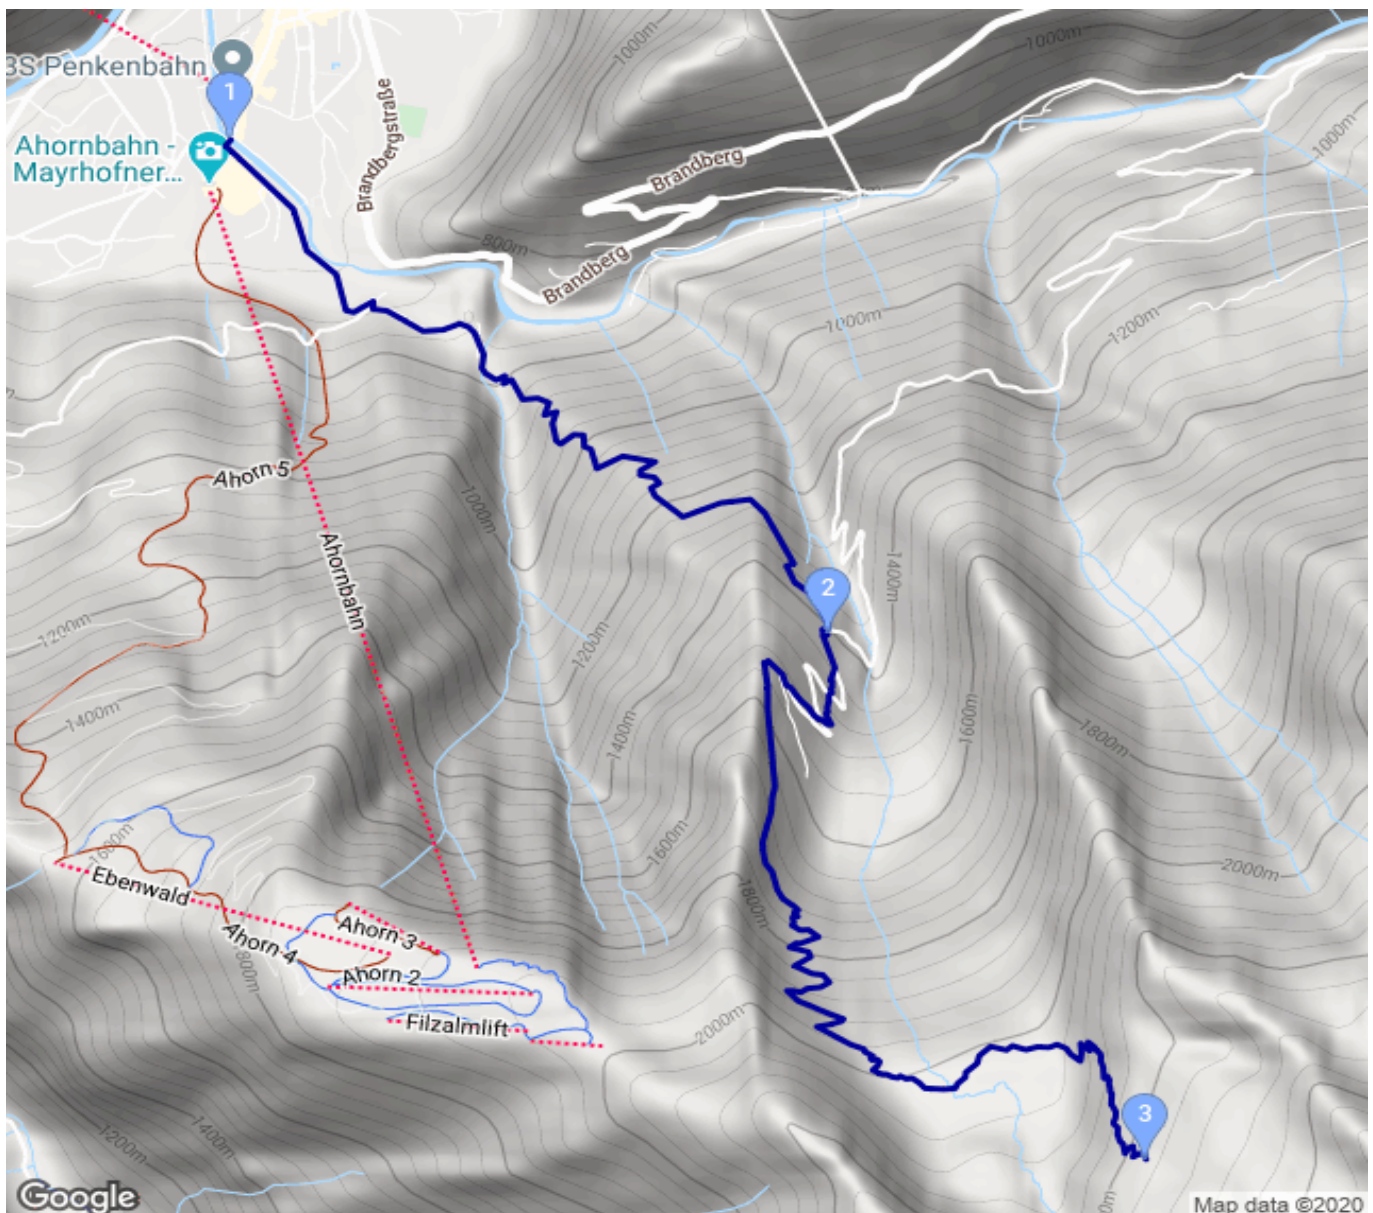 1000m
1000m
3S Penkenbahn
1
Brandbergstraße
Ahornbahn -
Mayrhofner...
1000m
Brandberg
800m
Brandberg
1000m
1200m
Ahorn 5
1000m
Ahornbahn
1400m
2
1200m
1200m
1600m
1400m
1400m
1800m
1600m
1600m
2000m
Ebenwald
1800m
Ahorn 3
Ahorn 4
800m
Ahorn 2
Filzalmlift
2000m
3
1200m
1400m
Google
Map data ©2020